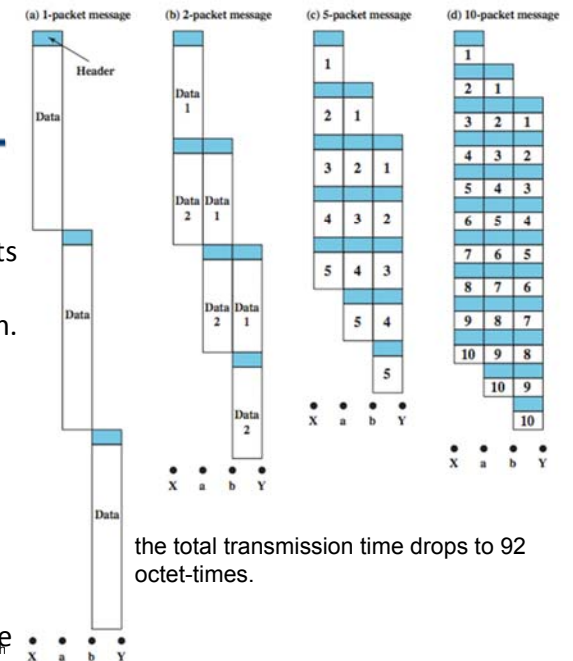 (a) 1-packet message
Header
Data
Data
Data
X a b Y
(b) 2-packet message
Data
1
Data Data
2 1
Data Data
2 1
Data
2
X a b Y
(c) 5-packet message
1
2 1
3 2 1
4 3 2
5 4 3
5 4
5
X a b Y
(d) 10-packet message
1
2 1
3 2 1
4 3 2
5 4 3
6 5 4
7 6 5
8 7 6
9 8 7
10 9 8
10 9
10
X a b Y
ts
n.
the total transmission time drops to 92
octet-times.
e